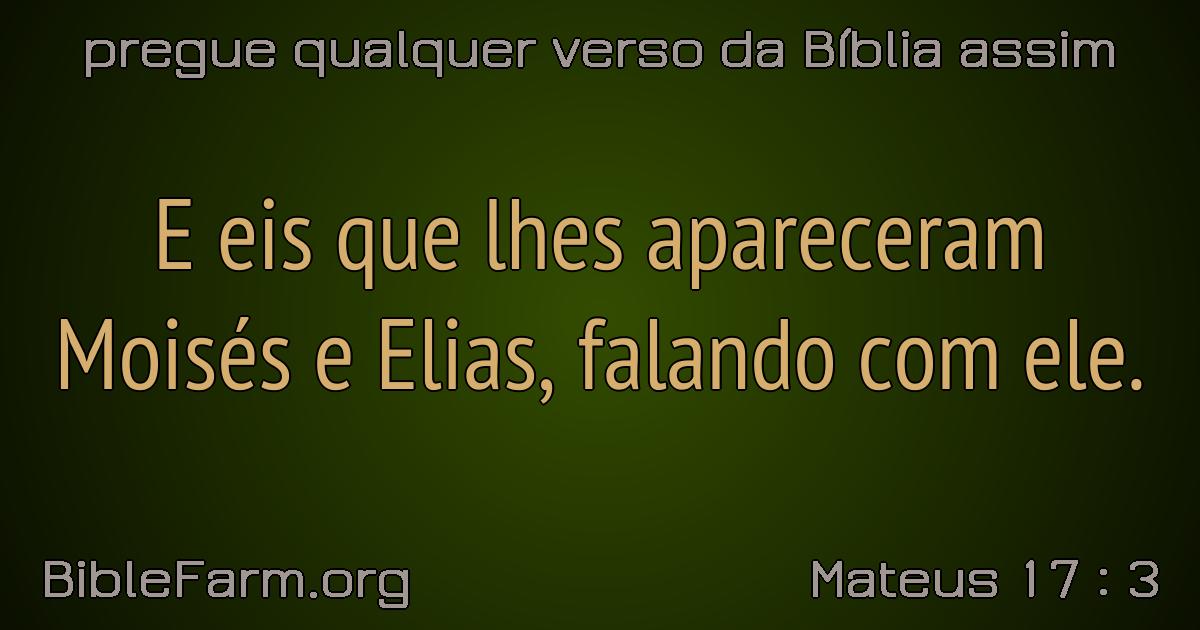 pregue qualquer verso da Bíblia assim
E eis que lhes apareceram
Moisés e Elias, falando com ele.
BibleFarm.org
Mateus 17 : 3